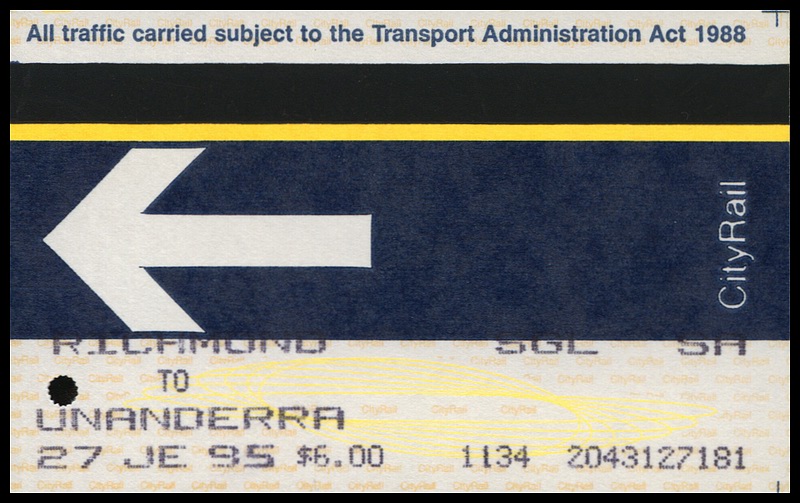 All traffic carried subject to the Transport Administration Act 1988
CityRail
RICHMOND SGL SA
TO
UNANDERRA
27 JE 95 $6.00 1134 2043127181